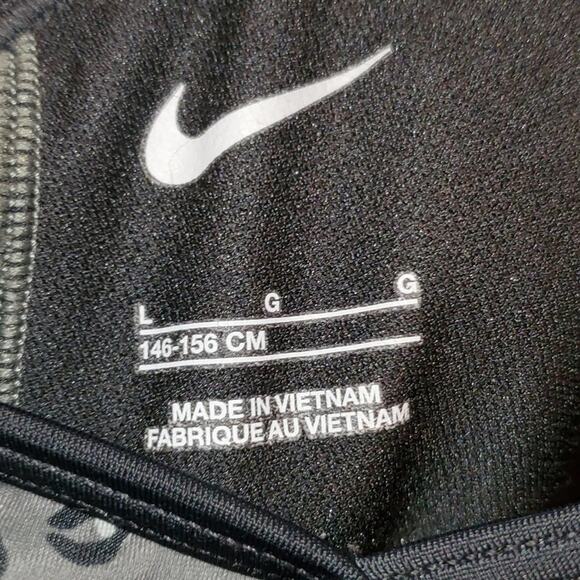 L G G
146-156 CM
MADE IN VIETNAM
FABRIQUE AU VIETNAM